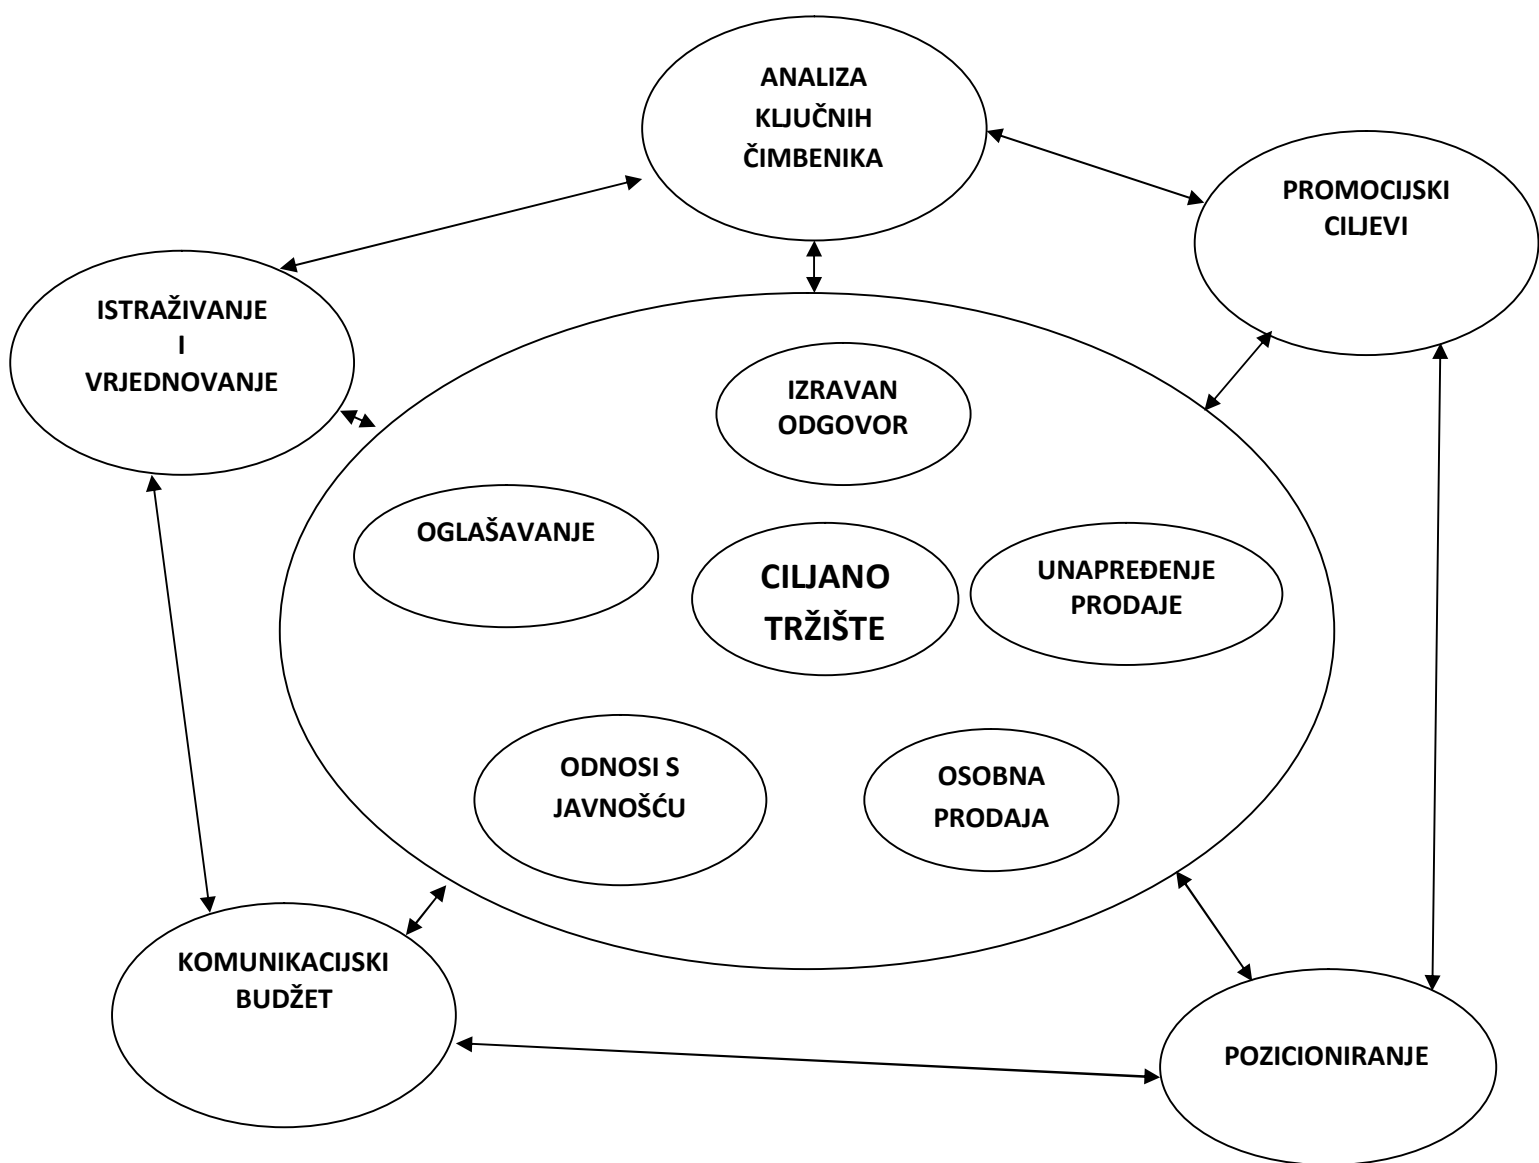 ANALIZA
KLJUČNIH
ČIMBENIKA
PROMOCIJSKI
CILJEVI
ISTRAŽIVANJE
I
VRJEDNOVANJE
IZRAVAN
ODGOVOR
OGLAŠAVANJE
CILJANO
TRŽIŠTE
UNAPREĐENJE
PRODAJE
ODNOSI S
JAVNOŠĆU
OSOBNA
PRODAJA
KOMUNIKACIJSKI
BUDŽET
POZICIONIRANJE